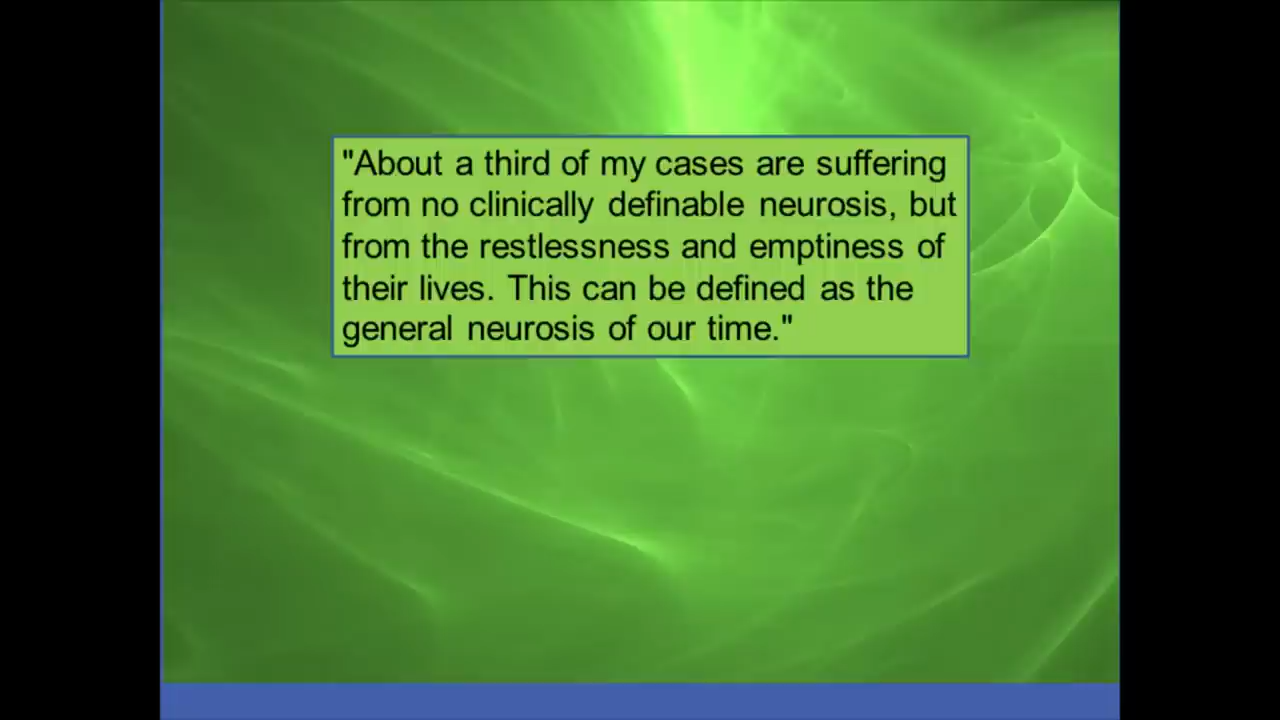 "About a third of my cases are suffering
from no clinically definable neurosis, but
from the restlessness and emptiness of
their lives. This can be defined as the
general neurosis of our time."